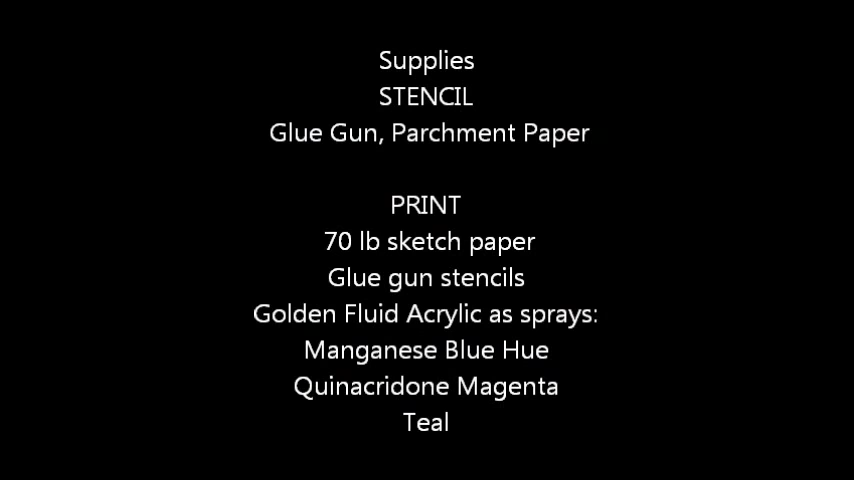 Supplies
STENCIL
Glue Gun, Parchment Paper
PRINT
70 lb sketch paper
Glue gun stencils
Golden Fluid Acrylic as sprays:
Manganese Blue Hue
Quinacridone Magenta
Teal